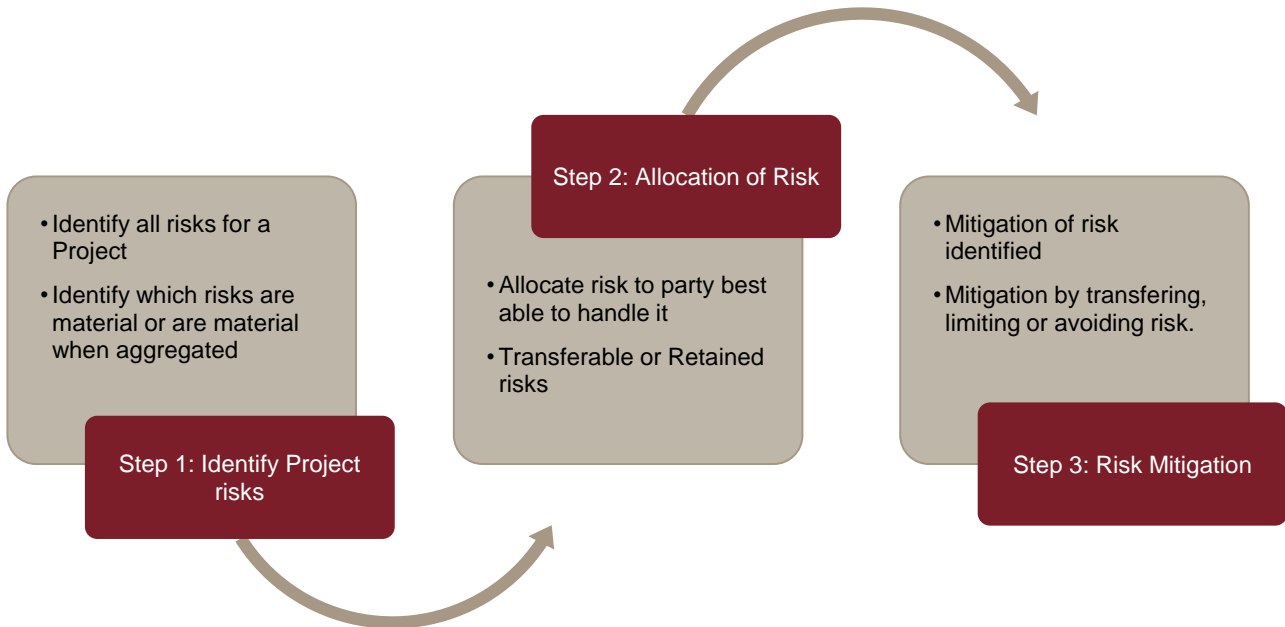 • Identify all risks for a
Project
• Identify which risks are
material or are material
when aggregated
Step 1: Identify Project
risks
Step 2: Allocation of Risk
• Allocate risk to party best
able to handle it
• Transferable or Retained
risks
• Mitigation of risk
identified
• Mitigation by transfering,
limiting or avoiding risk.
Step 3: Risk Mitigation